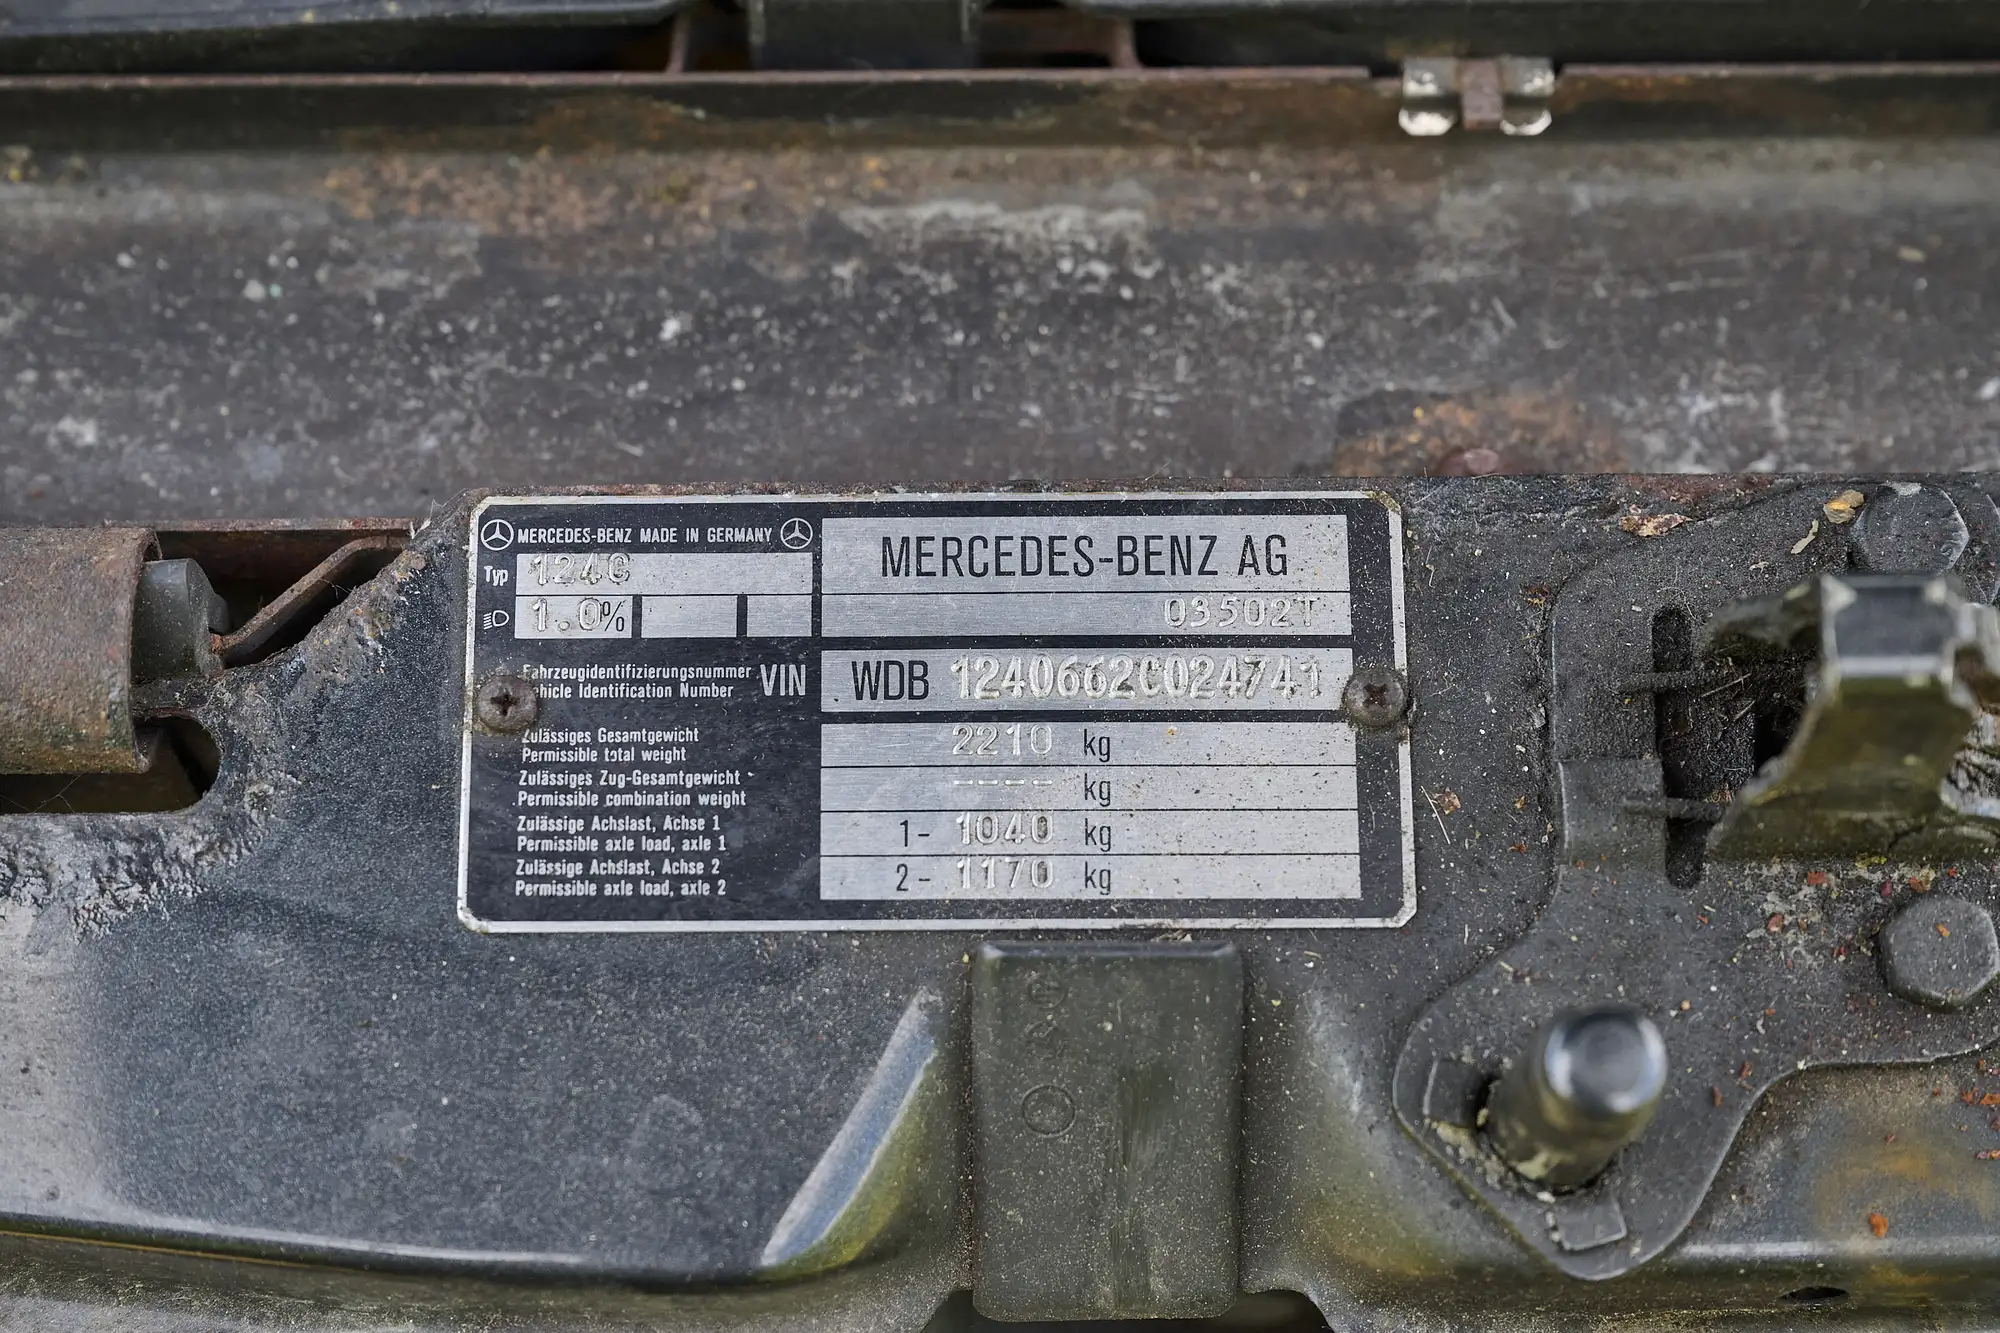 MERCEDES-BENZ MADE IN GERMANY
MERCEDES-BENZ AG
Typ 124C
1.0%
03502T
Fahrzeugidentifizierungsnummer
Vehicle Identification Number
VIN
WDB 1240662C024741
Zulässiges Gesamtgewicht
Permissible total weight
2210 kg
Zulässiges Zug-Gesamtgewicht
Permissible combination weight
---- kg
Zulässige Achslast, Achse 1
Permissible axle load, axle 1
1- 1040 kg
Zulässige Achslast, Achse 2
Permissible axle load, axle 2
2- 1170 kg